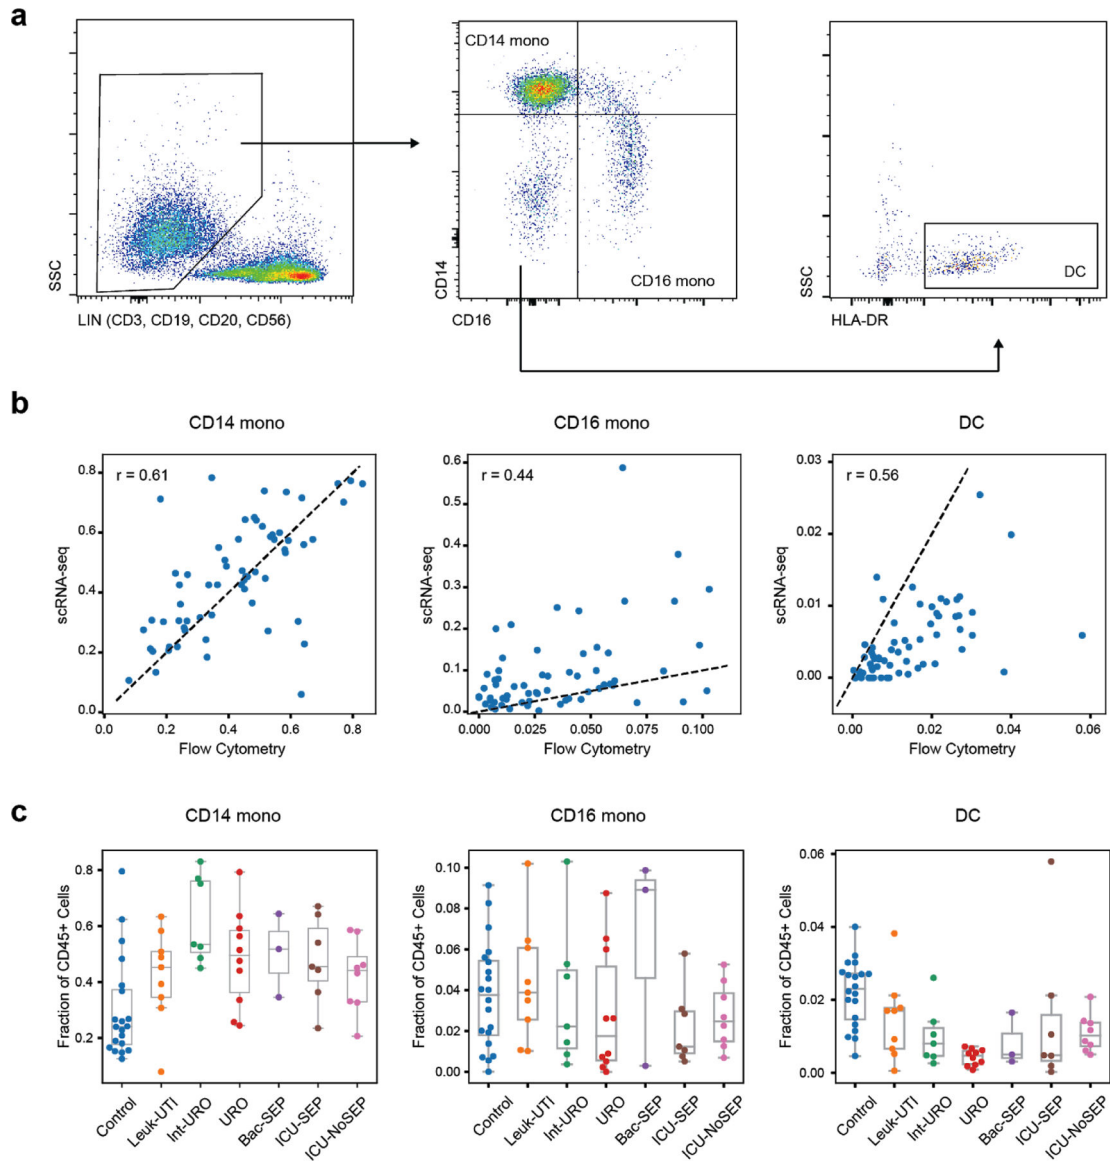 a
SSC
LIN (CD3, CD19, CD20, CD56)
CD14 mono
CD16 mono
CD14
CD16
SSC
DC
HLA-DR
b
CD14 mono
r = 0.61
scRNA-seq
0.8
0.6
0.4
0.2
0.0
0.0 0.2 0.4 0.6 0.8
Flow Cytometry
CD16 mono
r = 0.44
scRNA-seq
0.6
0.5
0.4
0.3
0.2
0.1
0.0
0.000 0.025 0.050 0.075 0.100
Flow Cytometry
DC
r = 0.56
scRNA-seq
0.03
0.02
0.01
0.00
0.00 0.02 0.04 0.06
Flow Cytometry
c
CD14 mono
Fraction of CD45+ Cells
0.8
0.6
0.4
0.2
Control
Leuk-UTI
Int-URO
URO
Bac-SEP
ICU-SEP
ICU-NoSEP
CD16 mono
Fraction of CD45+ Cells
0.10
0.08
0.06
0.04
0.02
0.00
Control
Leuk-UTI
Int-URO
URO
Bac-SEP
ICU-SEP
ICU-NoSEP
DC
Fraction of CD45+ Cells
0.06
0.04
0.02
0.00
Control
Leuk-UTI
Int-URO
URO
Bac-SEP
ICU-SEP
ICU-NoSEP